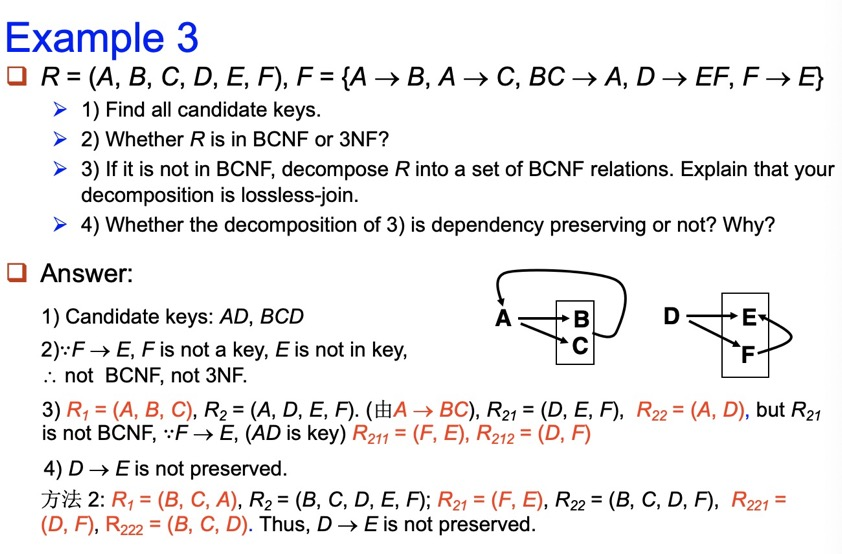 Example 3
R = (A, B, C, D, E, F), F = {A → B, A → C, BC → A, D → EF, F → E}
1) Find all candidate keys.
2) Whether R is in BCNF or 3NF?
3) If it is not in BCNF, decompose R into a set of BCNF relations. Explain that your
decomposition is lossless-join.
4) Whether the decomposition of 3) is dependency preserving or not? Why?
Answer:
1) Candidate keys: AD, BCD
2)∵F → E, F is not a key, E is not in key,
∴ not BCNF, not 3NF.
A B C
D E F
3) R₁ = (A, B, C), R₂ = (A, D, E, F). (由A → BC), R₂₁ = (D, E, F), R₂₂ = (A, D), but R₂₁
is not BCNF, ∵F → E, (AD is key) R₂₁₁ = (F, E), R₂₁₂ = (D, F)
4) D → E is not preserved.
方法 2: R₁ = (B, C, A), R₂ = (B, C, D, E, F); R₂₁ = (F, E), R₂₂ = (B, C, D, F), R₂₂₁ =
(D, F), R₂₂₂ = (B, C, D). Thus, D → E is not preserved.